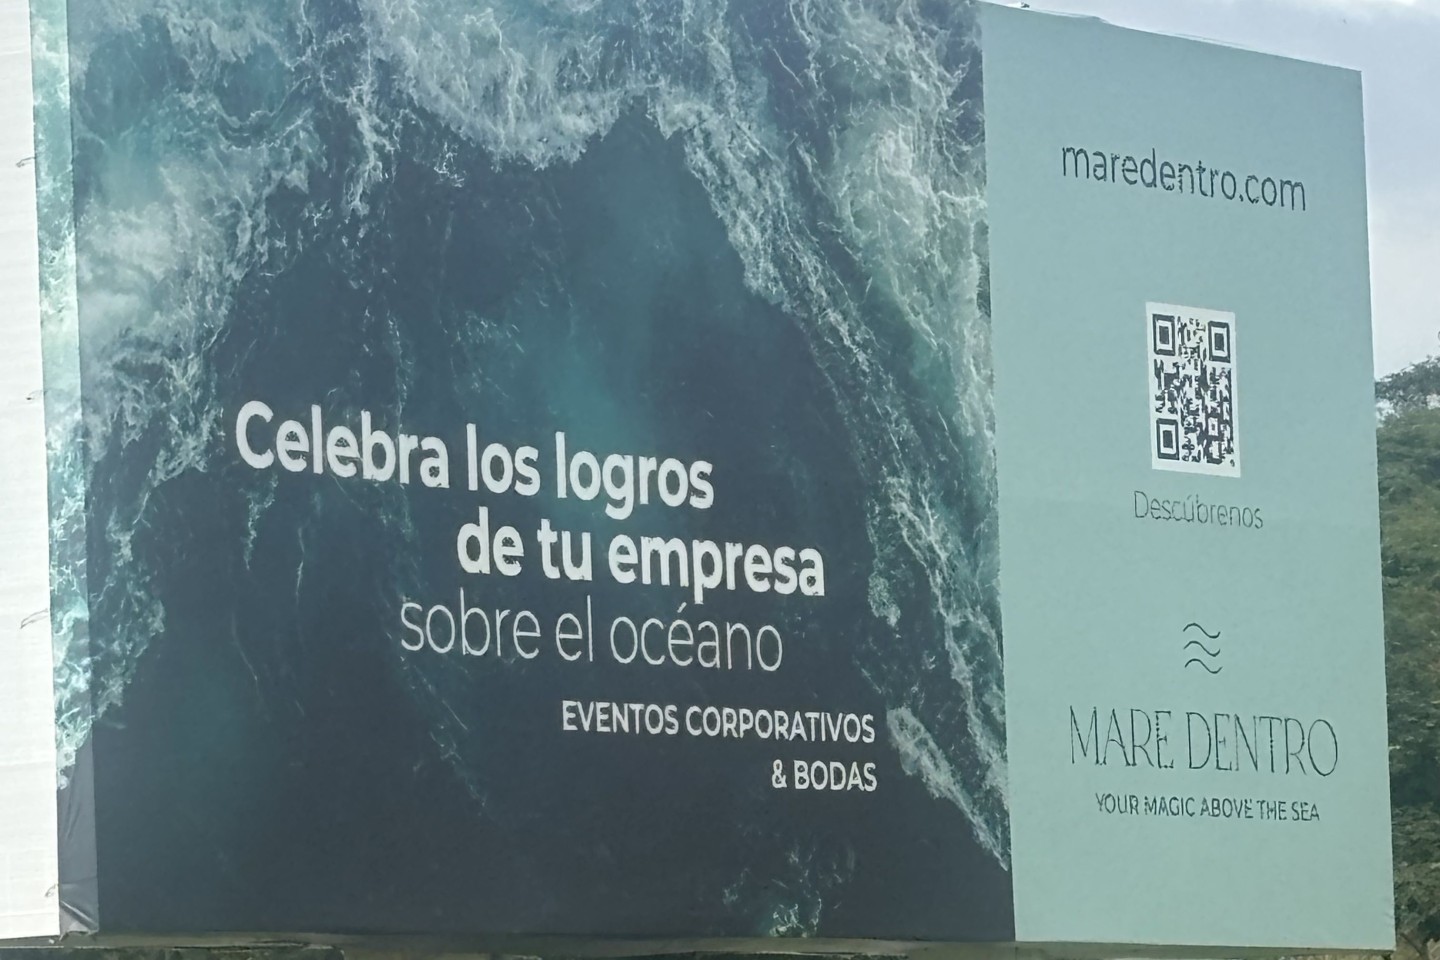 Celebra los logros
de tu empresa
sobre el océano
EVENTOS CORPORATIVOS
& BODAS
maredentro.com
Descúbrenos
MARE DENTRO
YOUR MAGIC ABOVE THE SEA